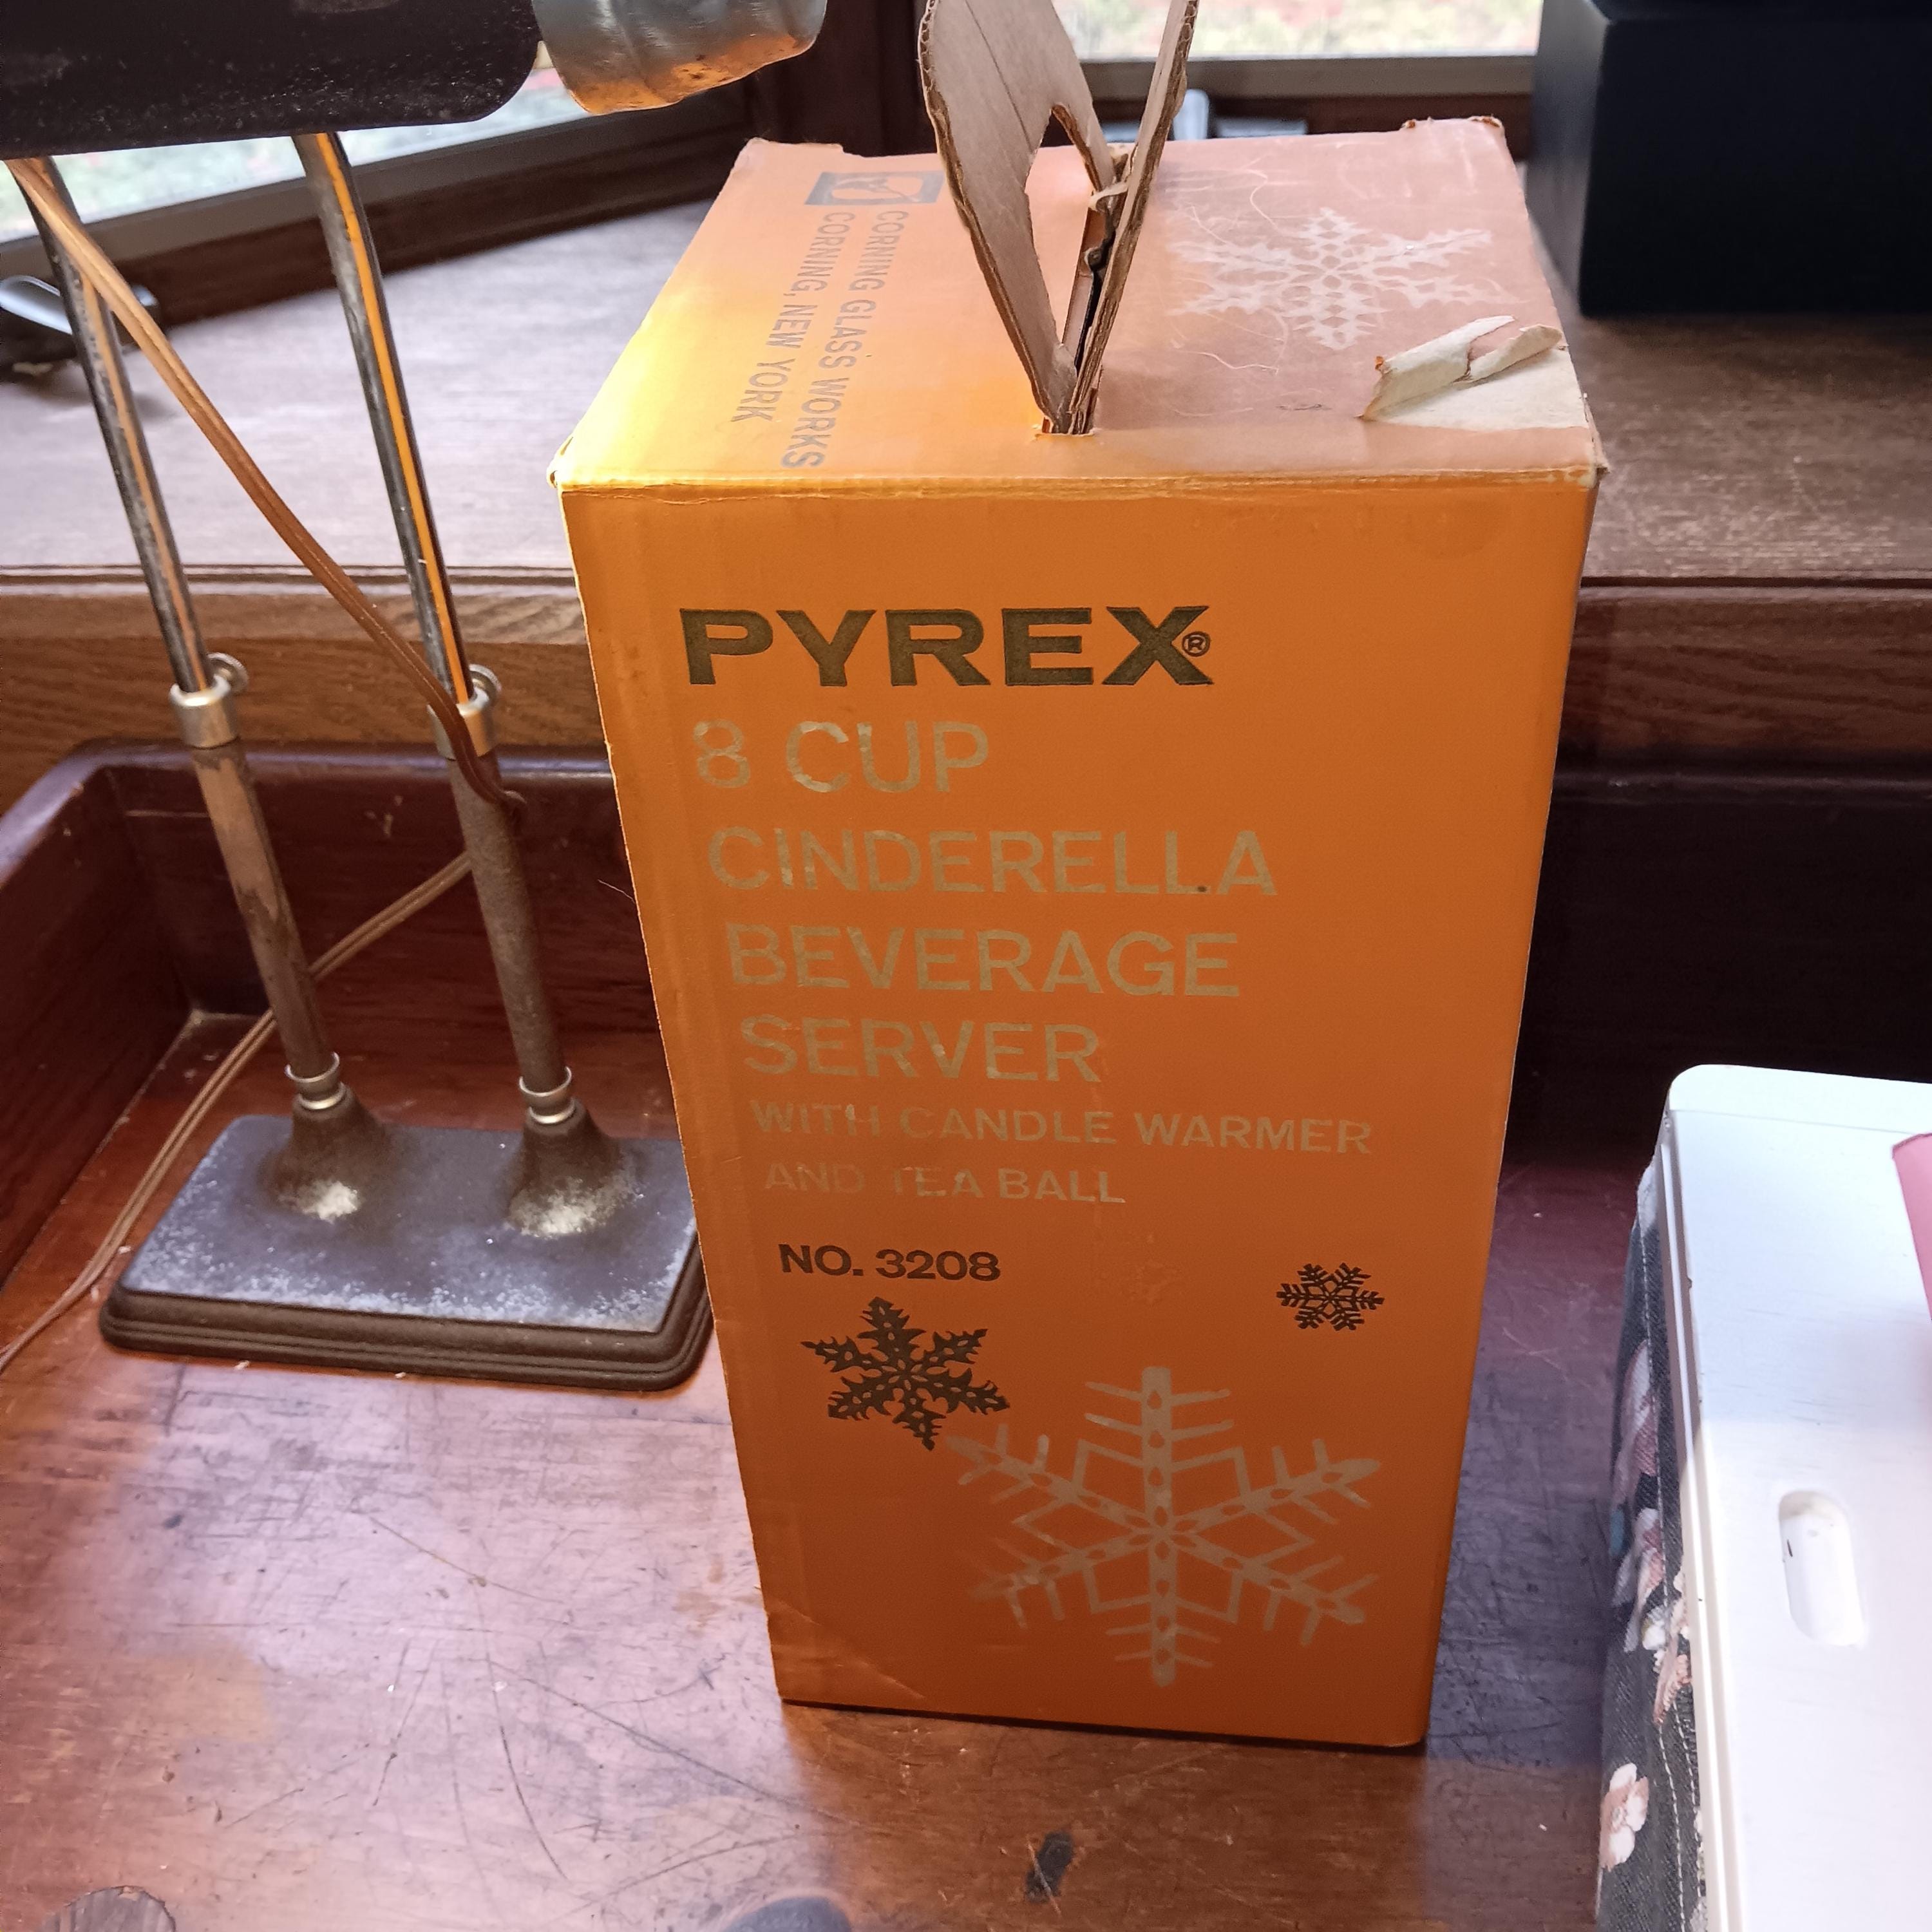 CORNING GLASS WORKS
CORNING, NEW YORK
PYREX®
8 CUP
CINDERELLA
BEVERAGE
SERVER
WITH CANDLE WARMER
AND TEA BALL
NO. 3208